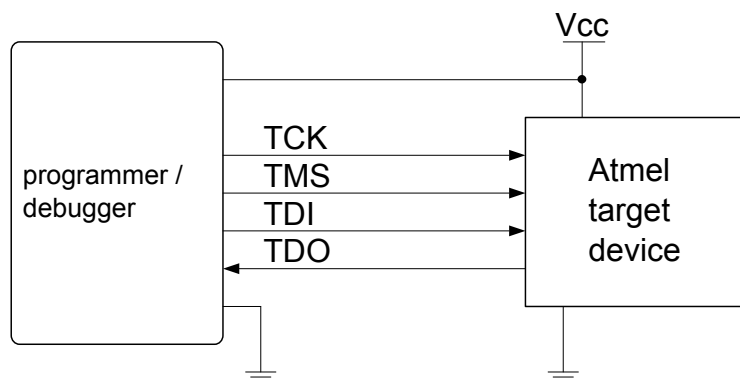 Vcc
TCK
TMS
TDI
TDO
programmer /
debugger
Atmel
target
device